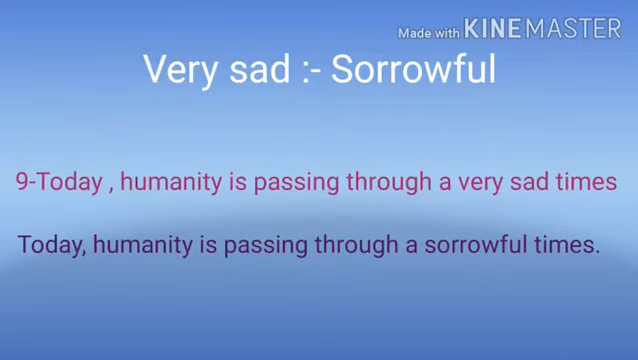 Made with KINEMASTER
Very sad :- Sorrowful
9-Today , humanity is passing through a very sad times
Today, humanity is passing through a sorrowful times.